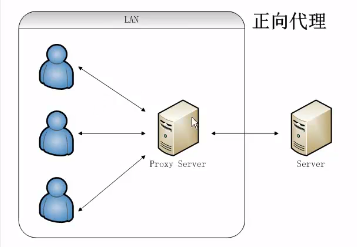 LAN
正向代理
Proxy Server
Server